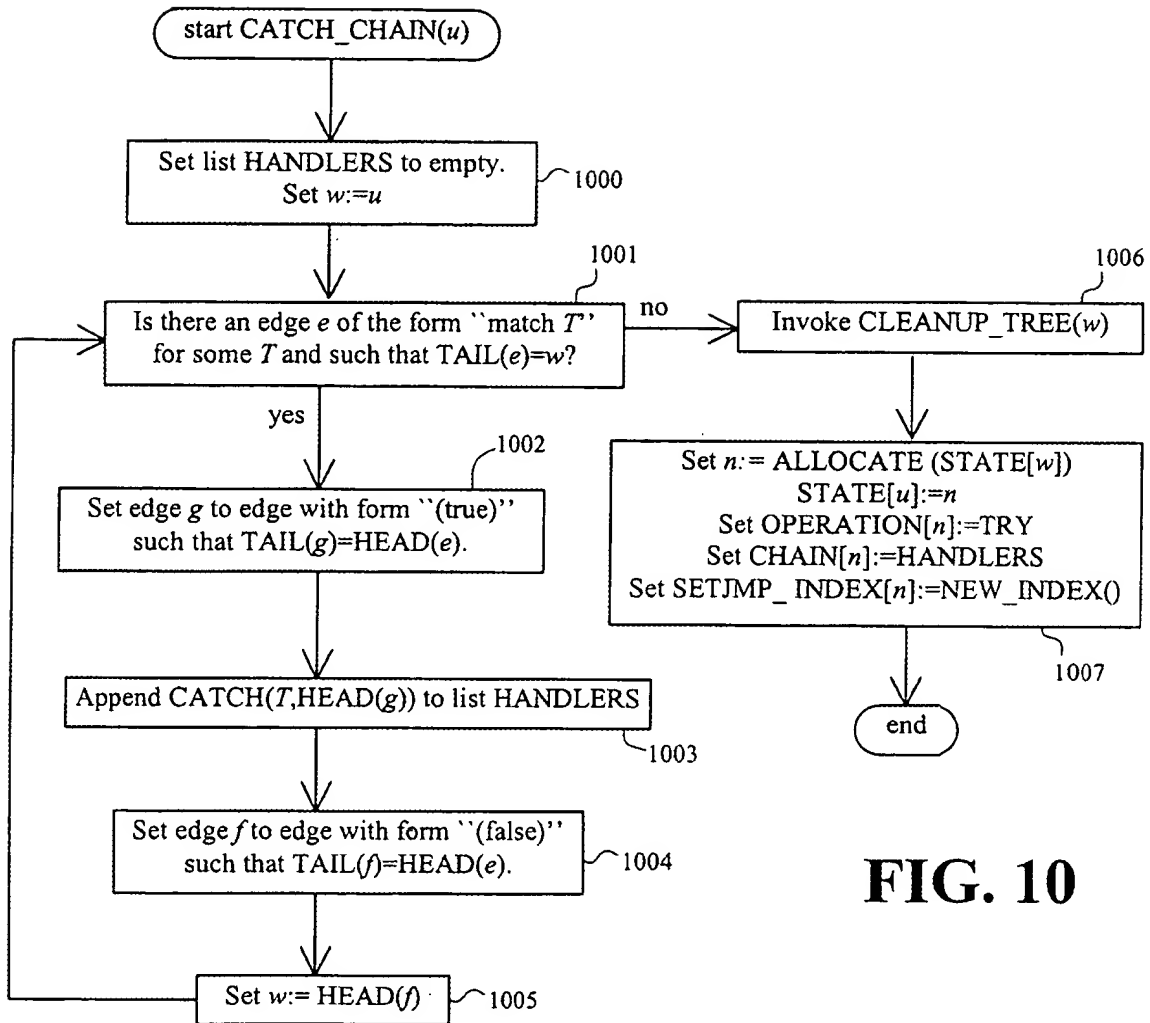 start CATCH_CHAIN(u)
Set list HANDLERS to empty.
Set w:=u
1000
1001
Is there an edge e of the form ``match T''
for some T and such that TAIL(e)=w?
no
yes
1006
Invoke CLEANUP_TREE(w)
1002
Set edge g to edge with form ``(true)''
such that TAIL(g)=HEAD(e).
Set n:= ALLOCATE (STATE[w])
STATE[u]:=n
Set OPERATION[n]:=TRY
Set CHAIN[n]:=HANDLERS
Set SETJMP_ INDEX[n]:=NEW_INDEX()
1007
Append CATCH(T,HEAD(g)) to list HANDLERS
1003
end
Set edge f to edge with form ``(false)''
such that TAIL(f)=HEAD(e).
1004
Set w:= HEAD(f)
1005
FIG. 10